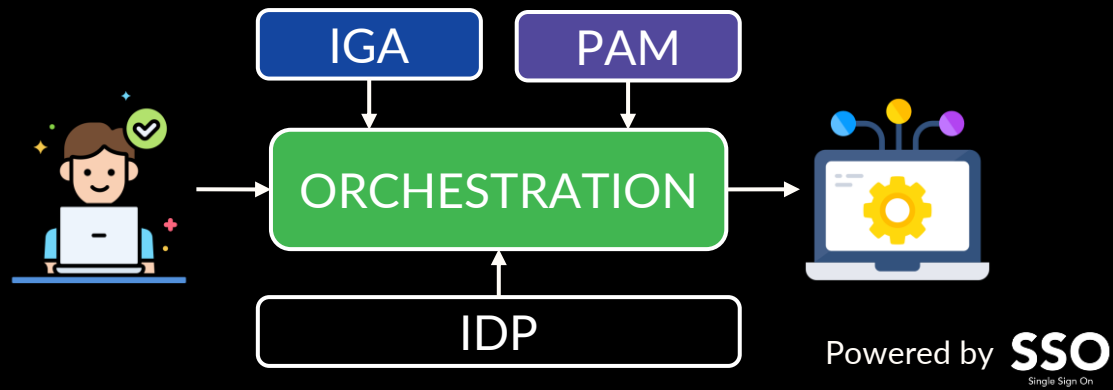 IGA
PAM
ORCHESTRATION
IDP
Powered by SSO
Single Sign On